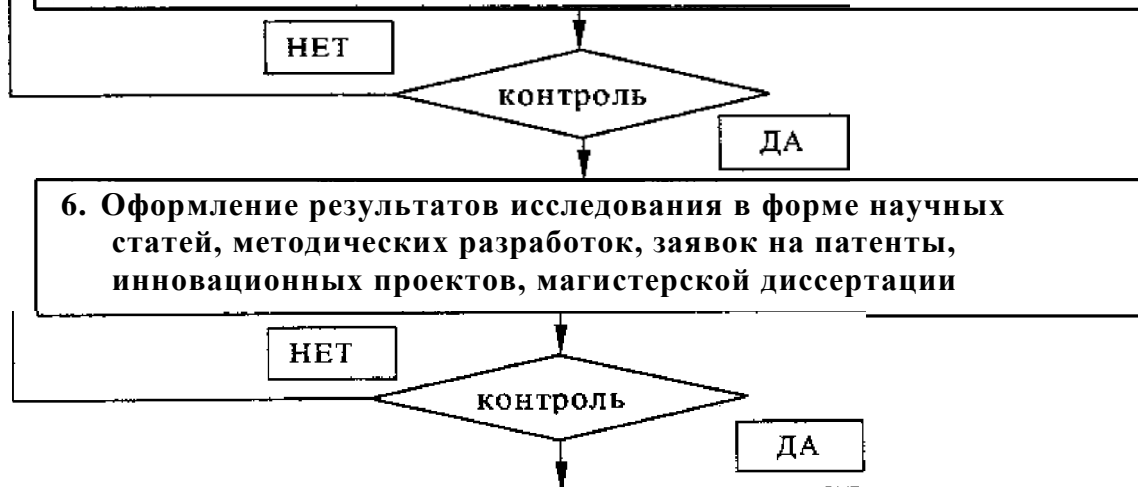 НЕТ
контроль
ДА
6. Оформление результатов исследования в форме научных
статей, методических разработок, заявок на патенты,
инновационных проектов, магистерской диссертации
НЕТ
контроль
ДА